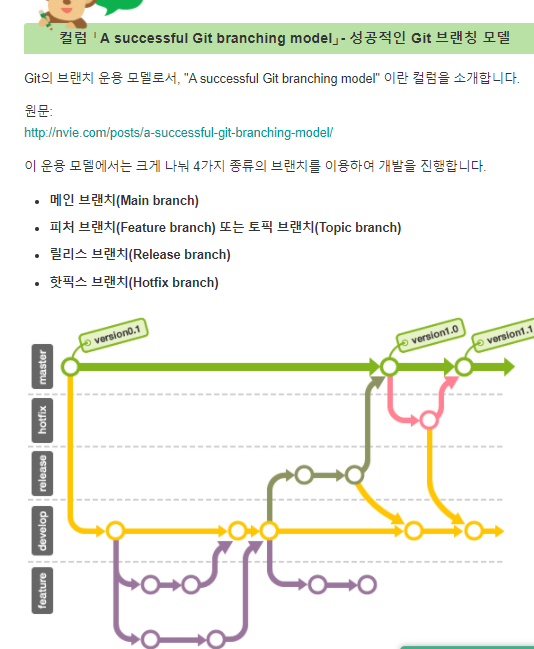 컬럼 「A successful Git branching model」- 성공적인 Git 브랜칭 모델
Git의 브랜치 운용 모델로서, "A successful Git branching model" 이란 컬럼을 소개합니다.
원문:
http://nvie.com/posts/a-successful-git-branching-model/
이 운용 모델에서는 크게 나눠 4가지 종류의 브랜치를 이용하여 개발을 진행합니다.
메인 브랜치(Main branch)
피처 브랜치(Feature branch) 또는 토픽 브랜치(Topic branch)
릴리스 브랜치(Release branch)
핫픽스 브랜치(Hotfix branch)
version0.1
version1.0
version1.1
master
hotfix
release
develop
feature